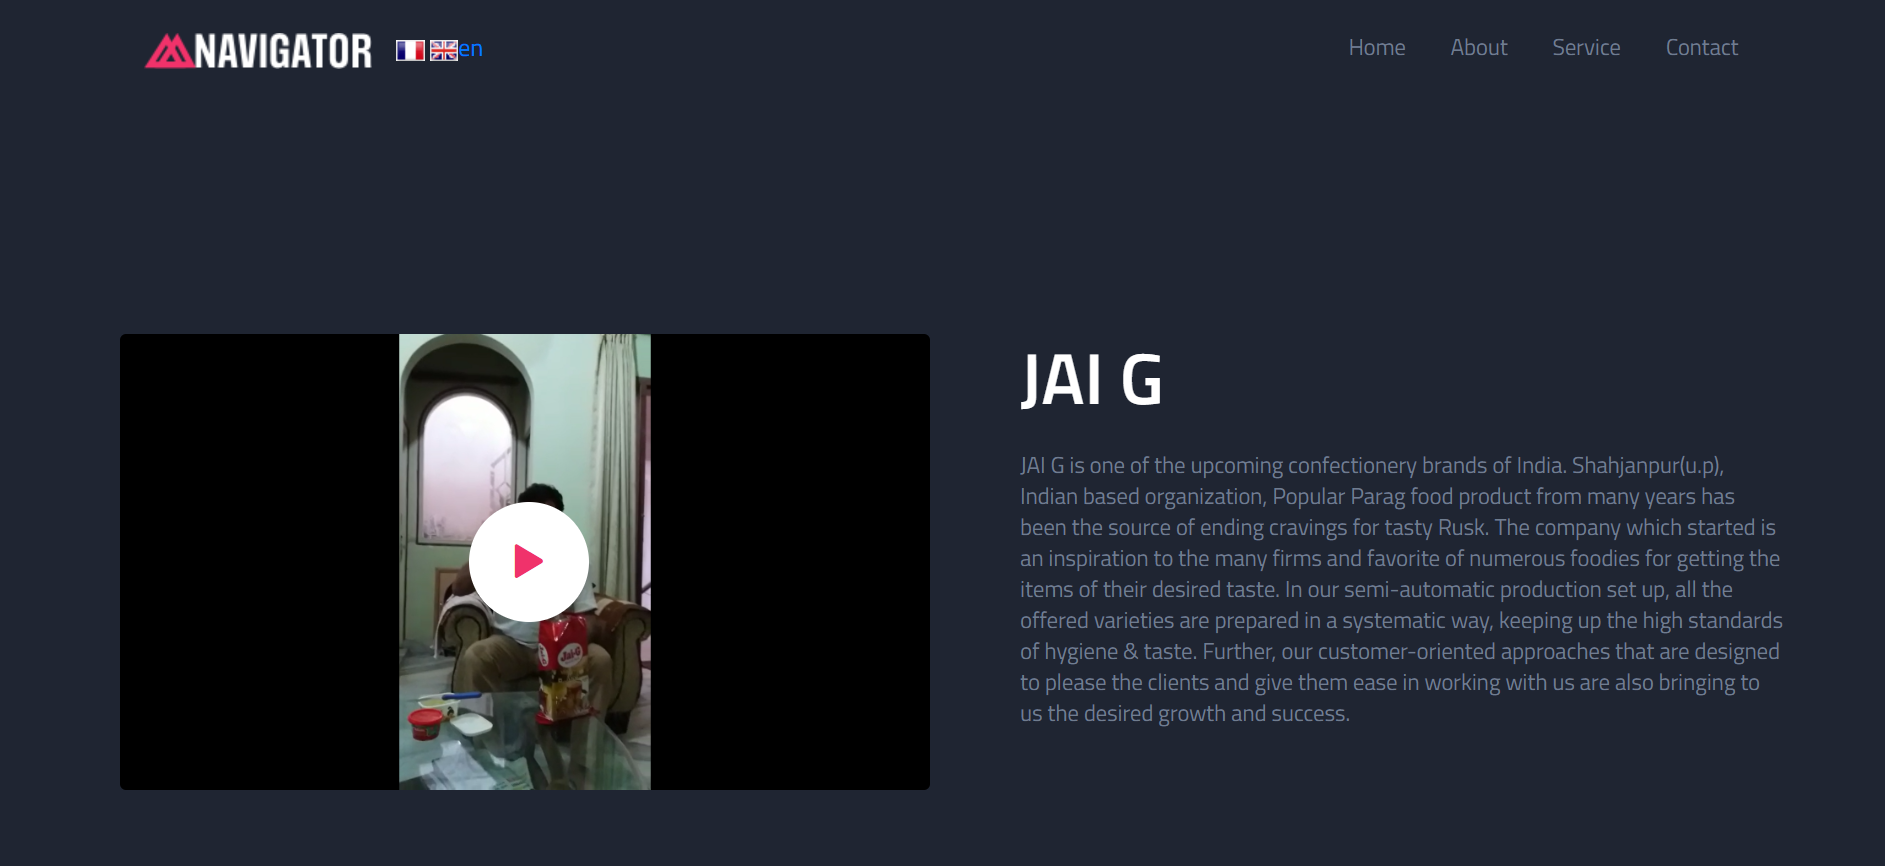 NAVIGATOR
en
Home
About
Service
Contact
Jai-G
JAI G
JAI G is one of the upcoming confectionery brands of India. Shahjanpur(u.p),
Indian based organization, Popular Parag food product from many years has
been the source of ending cravings for tasty Rusk. The company which started is
an inspiration to the many firms and favorite of numerous foodies for getting the
items of their desired taste. In our semi-automatic production set up, all the
offered varieties are prepared in a systematic way, keeping up the high standards
of hygiene & taste. Further, our customer-oriented approaches that are designed
to please the clients and give them ease in working with us are also bringing to
us the desired growth and success.